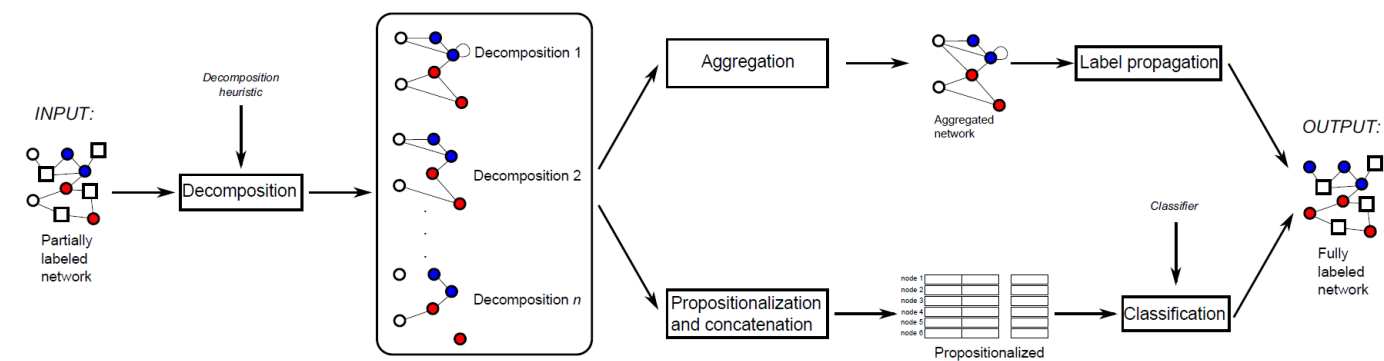 INPUT:
Partially
labeled
network
Decomposition
heuristic
Decomposition
Decomposition 1
Decomposition 2
Decomposition n
Aggregation
Aggregated
network
Label propagation
Propositionalization
and concatenation
node 1
node 2
node 3
node 4
node 5
node 6
Propositionalized
Classifier
Classification
OUTPUT:
Fully
labeled
network